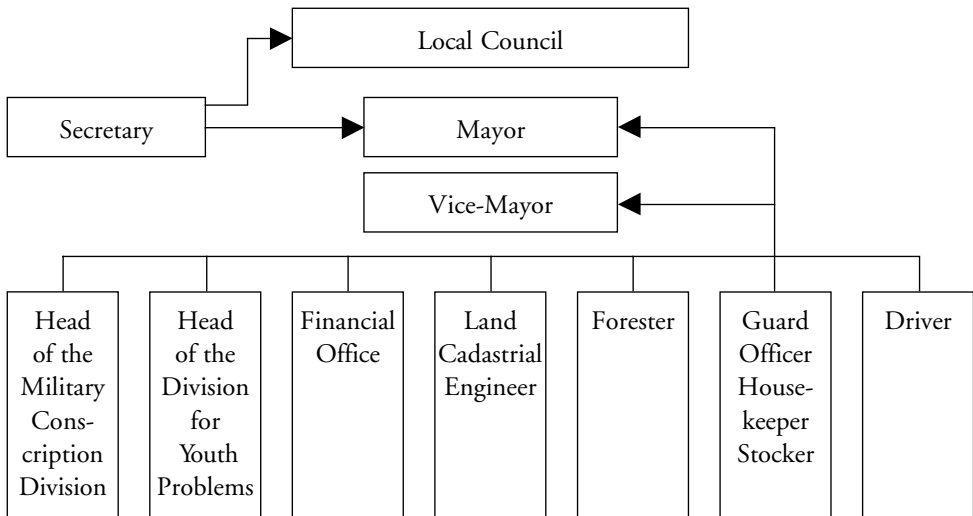 Local Council
Secretary
Mayor
Vice-Mayor
Head
of the
Military
Cons-
cription
Division
Head
of the
Division
for
Youth
Problems
Financial
Office
Land
Cadastrial
Engineer
Forester
Guard
Officer
House-
keeper
Stocker
Driver